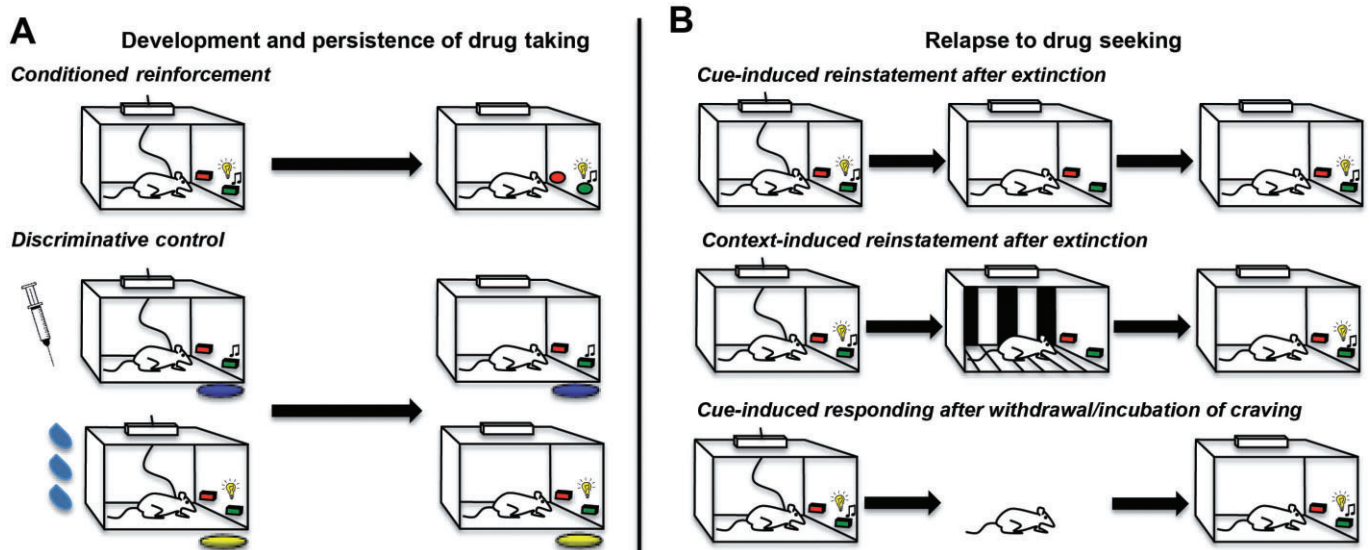 A
Development and persistence of drug taking
Conditioned reinforcement
Discriminative control
B
Relapse to drug seeking
Cue-induced reinstatement after extinction
Context-induced reinstatement after extinction
Cue-induced responding after withdrawal/incubation of craving